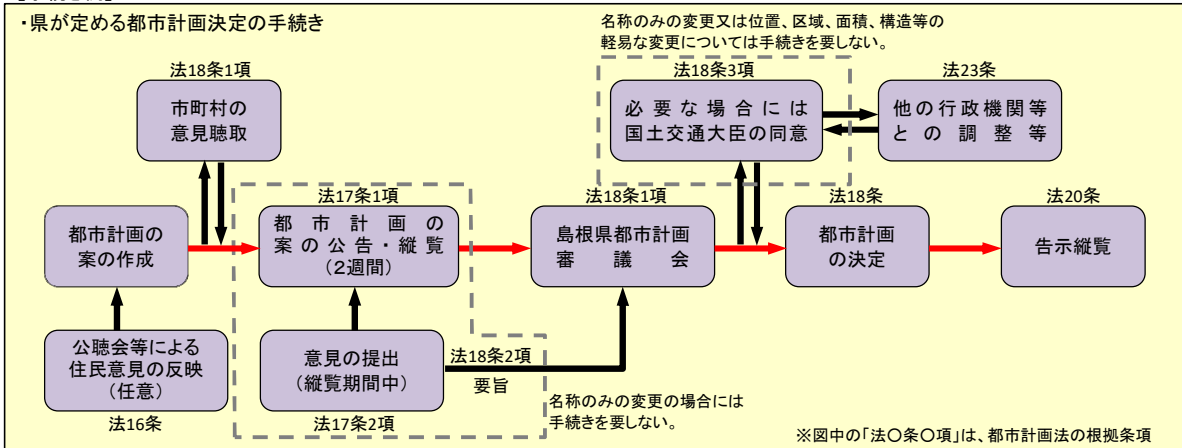 ・県が定める都市計画決定の手続き
名称のみの変更又は位置、区域、面積、構造等の
軽易な変更については手続きを要しない。
法18条1項
市町村の
意見聴取
法18条3項
必要な場合には
国土交通大臣の同意
法23条
他の行政機関等
との調整等
都市計画の
案の作成
法17条1項
都市計画の
案の公告・縦覧
(2週間)
法18条1項
島根県都市計画
審議会
法18条
都市計画
の決定
法20条
告示縦覧
公聴会等による
住民意見の反映
(任意)
法16条
意見の提出
(縦覧期間中)
法17条2項
法18条2項
要旨
名称のみの変更の場合には
手続きを要しない。
※図中の「法○条○項」は、都市計画法の根拠条項